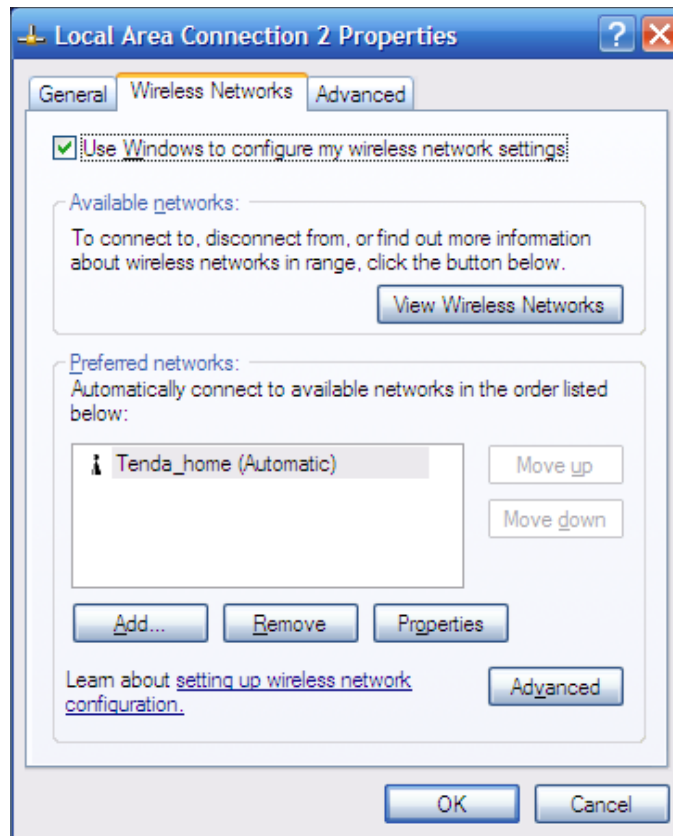 Local Area Connection 2 Properties
General
Wireless Networks
Advanced
Use Windows to configure my wireless network settings
Available networks:
To connect to, disconnect from, or find out more information
about wireless networks in range, click the button below.
View Wireless Networks
Preferred networks:
Automatically connect to available networks in the order listed
below:
Tenda_home (Automatic)
Move up
Move down
Add...
Remove
Properties
Learn about setting up wireless network
configuration.
Advanced
OK
Cancel